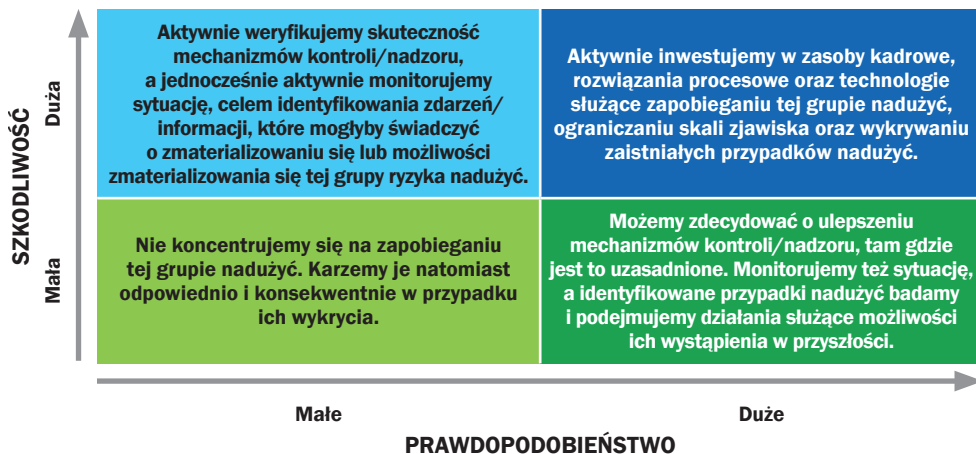 SZKODLIWOŚĆ
Duża
Mała
Aktywnie weryfikujemy skuteczność
mechanizmów kontroli/nadzoru,
a jednocześnie aktywnie monitorujemy
sytuację, celem identyfikowania zdarzeń/
informacji, które mogłyby świadczyć
o zmaterializowaniu się lub możliwości
zmaterializowania się tej grupy ryzyka nadużyć.
Aktywnie inwestujemy w zasoby kadrowe,
rozwiązania procesowe oraz technologie
służące zapobieganiu tej grupie nadużyć,
ograniczaniu skali zjawiska oraz wykrywaniu
zaistniałych przypadków nadużyć.
Nie koncentrujemy się na zapobieganiu
tej grupie nadużyć. Karzemy je natomiast
odpowiednio i konsekwentnie w przypadku
ich wykrycia.
Możemy zdecydować o ulepszeniu
mechanizmów kontroli/nadzoru, tam gdzie
jest to uzasadnione. Monitorujemy też sytuację,
a identyfikowane przypadki nadużyć badamy
i podejmujemy działania służące możliwości
ich wystąpienia w przyszłości.
Małe
Duże
PRAWDOPODOBIEŃSTWO